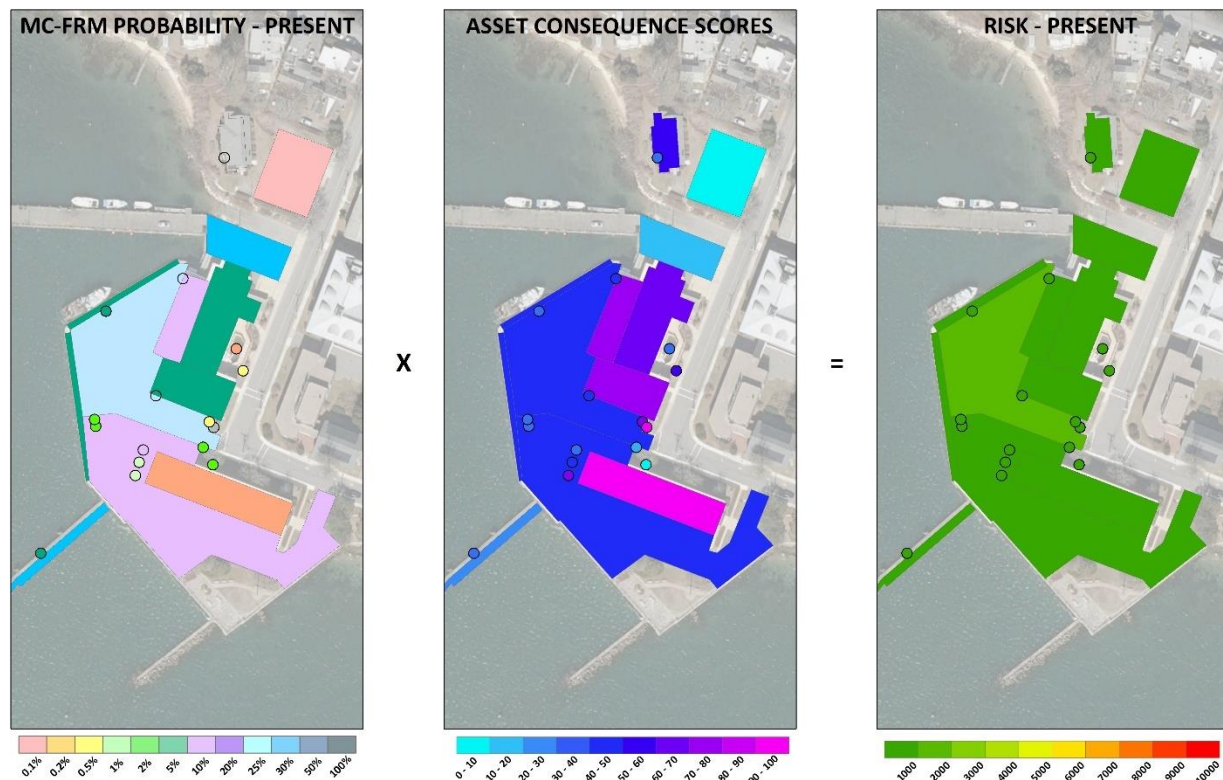 MC-FRM PROBABILITY - PRESENT
ASSET CONSEQUENCE SCORES
RISK - PRESENT
X
=
0.1% 0.2% 0.5% 1% 2% 5% 10% 20% 25% 30% 50% 100%
0 - 10 10 - 20 20 - 30 30 - 40 40 - 50 50 - 60 60 - 70 70 - 80 80 - 90 90 - 100
1000 2000 3000 4000 5000 6000 7000 8000 9000 10000